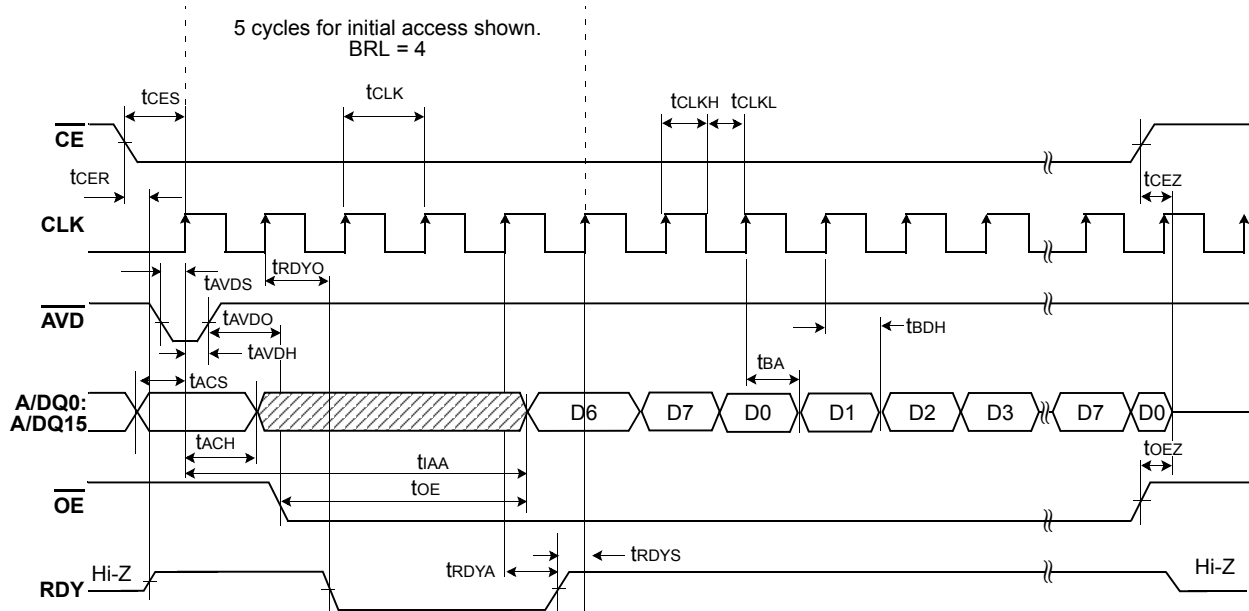 5 cycles for initial access shown.
BRL = 4
tCES
tCLK
tCLKH
tCLKL
CE
tCER
tCEZ
CLK
tRDYO
tAVDS
AVD
tAVDO
tBDH
tAVDH
tBA
tACS
A/DQ0:
A/DQ15
D6
D7
D0
D1
D2
D3
D7
D0
tACH
tIAA
tOEZ
tOE
OE
tRDYS
tRDYA
Hi-Z
Hi-Z
RDY